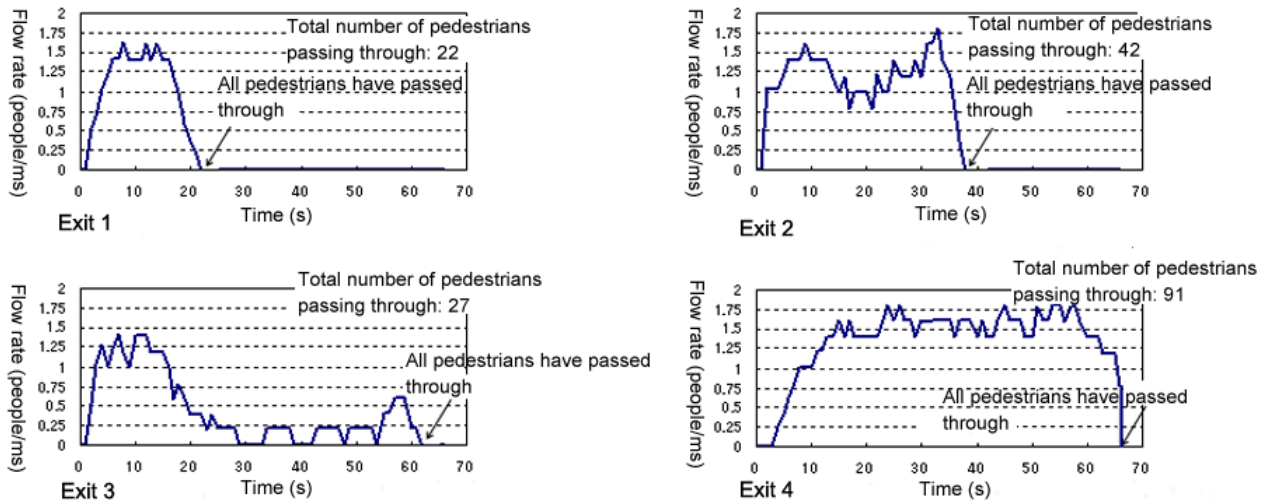 Flow rate (people/ms)
2
1.75
1.5
1.25
1
0.75
0.5
0.25
0
Total number of pedestrians
passing through: 22
All pedestrians have passed
through
0 10 20 30 40 50 60 70
Time (s)
Exit 1
Flow rate (people/ms)
2
1.75
1.5
1.25
1
0.75
0.5
0.25
0
Total number of pedestrians
passing through: 42
All pedestrians have passed
through
0 10 20 30 40 50 60 70
Time (s)
Exit 2
Flow rate (people/ms)
2
1.75
1.5
1.25
1
0.75
0.5
0.25
0
Total number of pedestrians
passing through: 27
All pedestrians have passed
through
0 10 20 30 40 50 60 70
Time (s)
Exit 3
Flow rate (people/ms)
2
1.75
1.5
1.25
1
0.75
0.5
0.25
0
Total number of pedestrians
passing through: 91
All pedestrians have passed
through
0 10 20 30 40 50 60 70
Time (s)
Exit 4